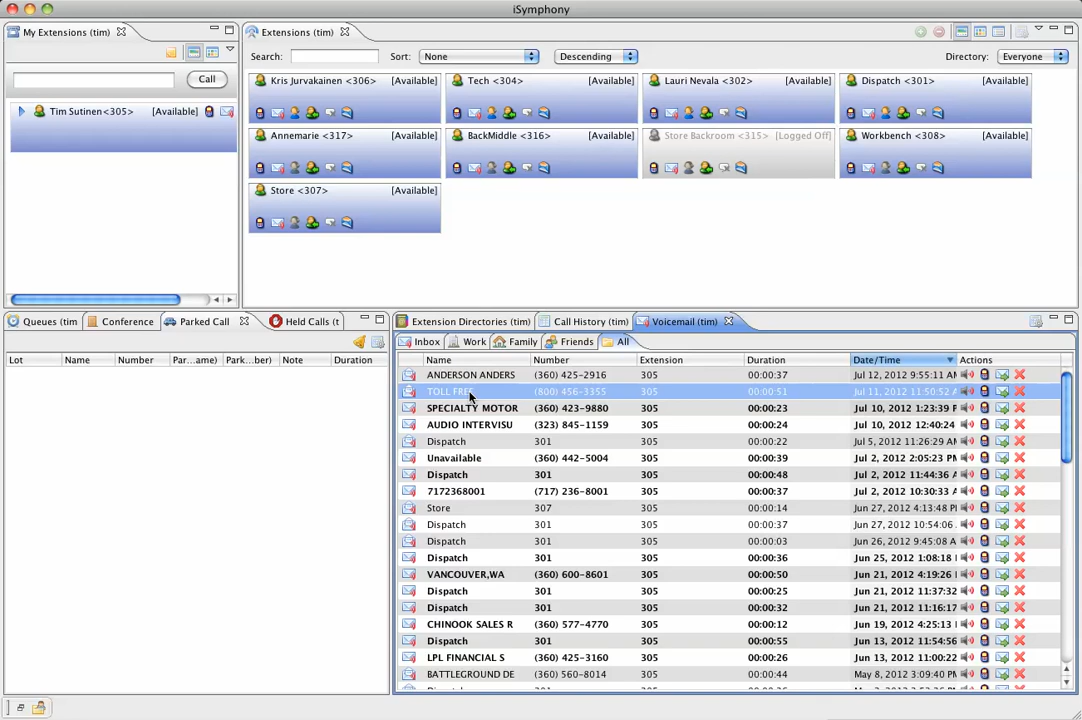 iSymphony
My Extensions (tim)
Extensions (tim)
Search: Sort: None Descending Directory: Everyone
Call
Tim Sutinen<305> [Available]
Kris Jurvakainen <306> [Available]
Tech <304> [Available]
Lauri Nevala <302> [Available]
Dispatch <301> [Available]
Annemarie <317> [Available]
BackMiddle <316> [Available]
Store Backroom <315> [Logged Off]
Workbench <308> [Available]
Store <307> [Available]
Queues (tim Conference Parked Call Held Calls (t
Lot Name Number Par...ame) Park...ber) Note Duration
Extension Directories (tim) Call History (tim) Voicemail (tim)
Inbox Work Family Friends All
Name Number Extension Duration Date/Time Actions
ANDERSON ANDERS (360) 425-2916 305 00:00:37 Jul 12, 2012 9:55:11 AM
TOLL FREE (800) 456-3355 305 00:00:51 Jul 11, 2012 11:50:52 A
SPECIALTY MOTOR (360) 423-9880 305 00:00:23 Jul 10, 2012 1:23:39 P
AUDIO INTERVISU (323) 845-1159 305 00:00:24 Jul 10, 2012 12:40:24
Dispatch 301 305 00:00:22 Jul 5, 2012 11:26:29 AM
Unavailable (360) 442-5004 305 00:00:39 Jul 2, 2012 2:05:23 PM
Dispatch 301 305 00:00:48 Jul 2, 2012 11:44:36 A
7172368001 (717) 236-8001 305 00:00:37 Jul 2, 2012 10:30:33 A
Store 307 305 00:00:14 Jun 27, 2012 4:13:48 P
Dispatch 301 305 00:00:37 Jun 27, 2012 10:54:06
Dispatch 301 305 00:00:03 Jun 26, 2012 9:45:08 A
Dispatch 301 305 00:00:36 Jun 25, 2012 1:08:18
VANCOUVER,WA (360) 600-8601 305 00:00:50 Jun 21, 2012 4:19:26
Dispatch 301 305 00:00:25 Jun 21, 2012 11:37:32
Dispatch 301 305 00:00:32 Jun 21, 2012 11:16:17
CHINOOK SALES R (360) 577-4770 305 00:00:12 Jun 19, 2012 4:25:13
Dispatch 301 305 00:00:55 Jun 13, 2012 11:54:56
LPL FINANCIAL S (360) 425-3160 305 00:00:26 Jun 13, 2012 11:00:22
BATTLEGROUND DE (360) 560-8014 305 00:00:44 May 8, 2012 3:09:40 P